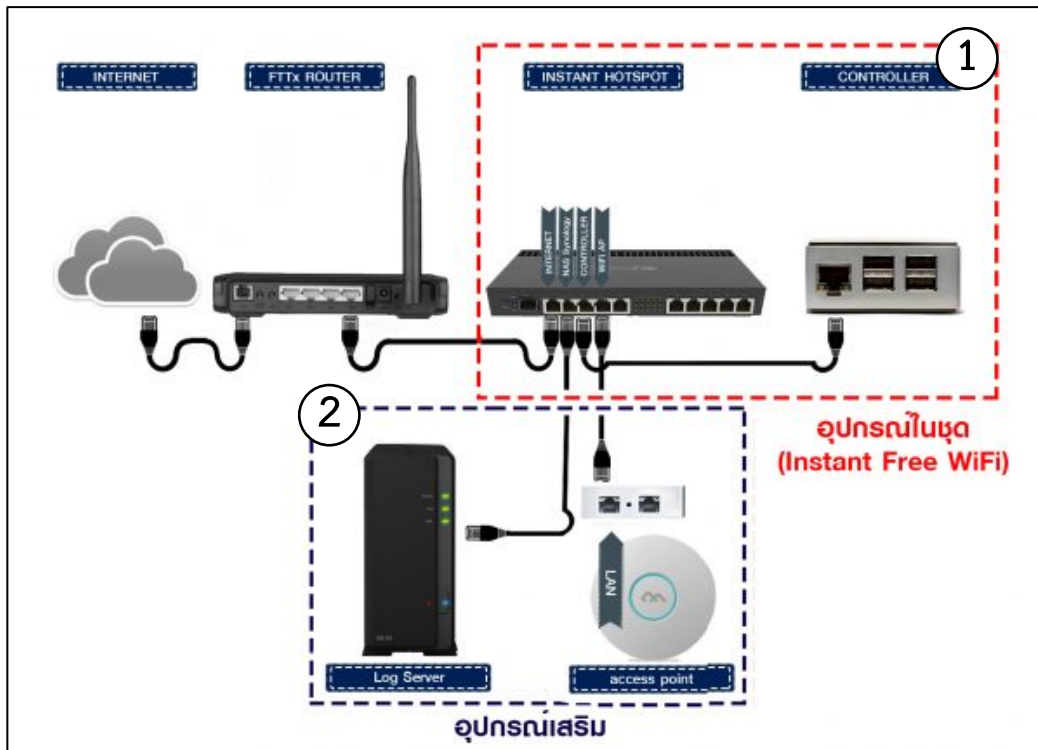 1
INTERNET
FTTx ROUTER
INSTANT HOTSPOT
CONTROLLER
INTERNET
NAS Synology
CONTROLLER
WiFi AP
อุปกรณ์ในชุด
(Instant Free WiFi)
2
LAN
Log Server
access point
อุปกรณ์เสริม